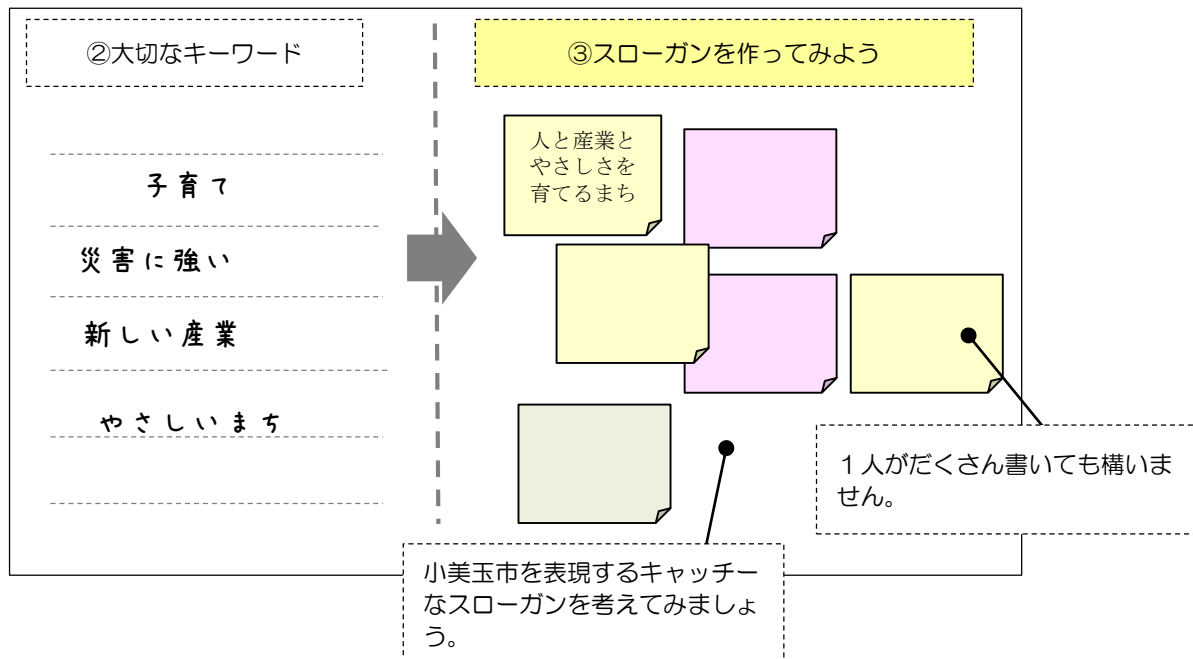 ②大切なキーワード
子育て
災害に強い
新しい産業
やさしいまち
③スローガンを作ってみよう
人と産業と
やさしさを
育てるまち
１人がだくさん書いても構いま
せん。
小美玉市を表現するキャッチー
なスローガンを考えてみましょ
う。